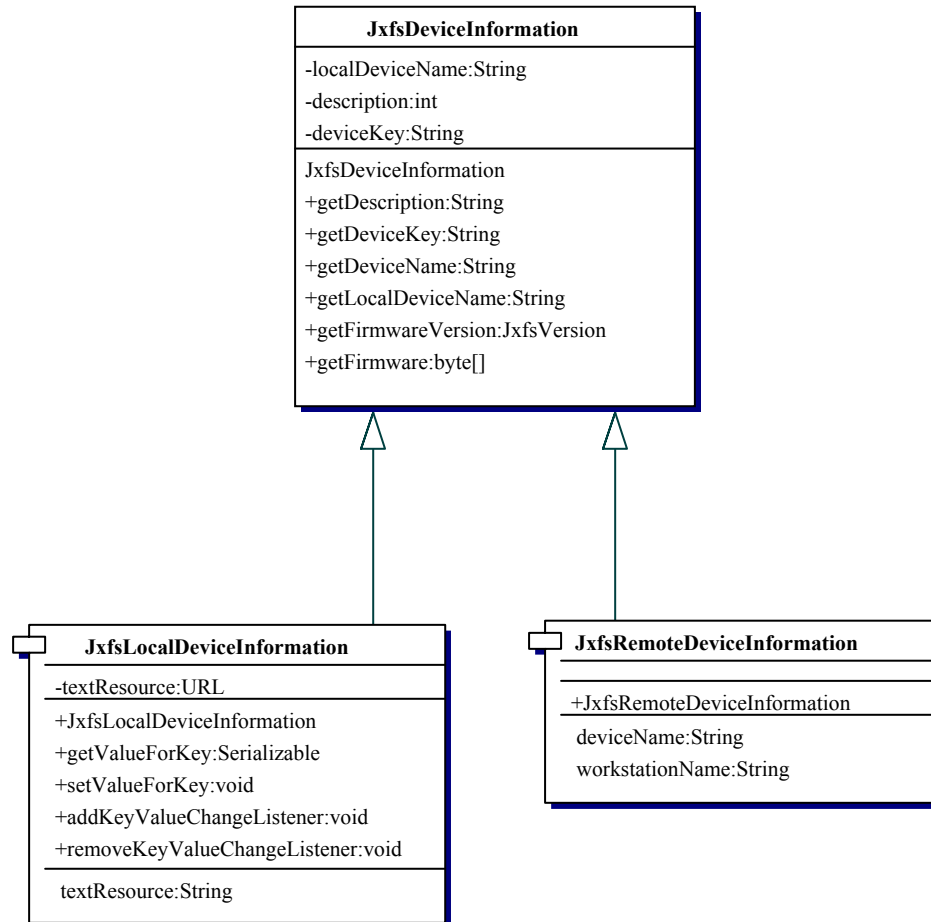 JxfsDeviceInformation
-localDeviceName:String
-description:int
-deviceKey:String
JxfsDeviceInformation
+getDescription:String
+getDeviceKey:String
+getDeviceName:String
+getLocalDeviceName:String
+getFirmwareVersion:JxfsVersion
+getFirmware:byte[]
JxfsLocalDeviceInformation
-textResource:URL
+JxfsLocalDeviceInformation
+getValueForKey:Serializable
+setValueForKey:void
+addKeyValueChangeListener:void
+removeKeyValueChangeListener:void
textResource:String
JxfsRemoteDeviceInformation
+JxfsRemoteDeviceInformation
deviceName:String
workstationName:String